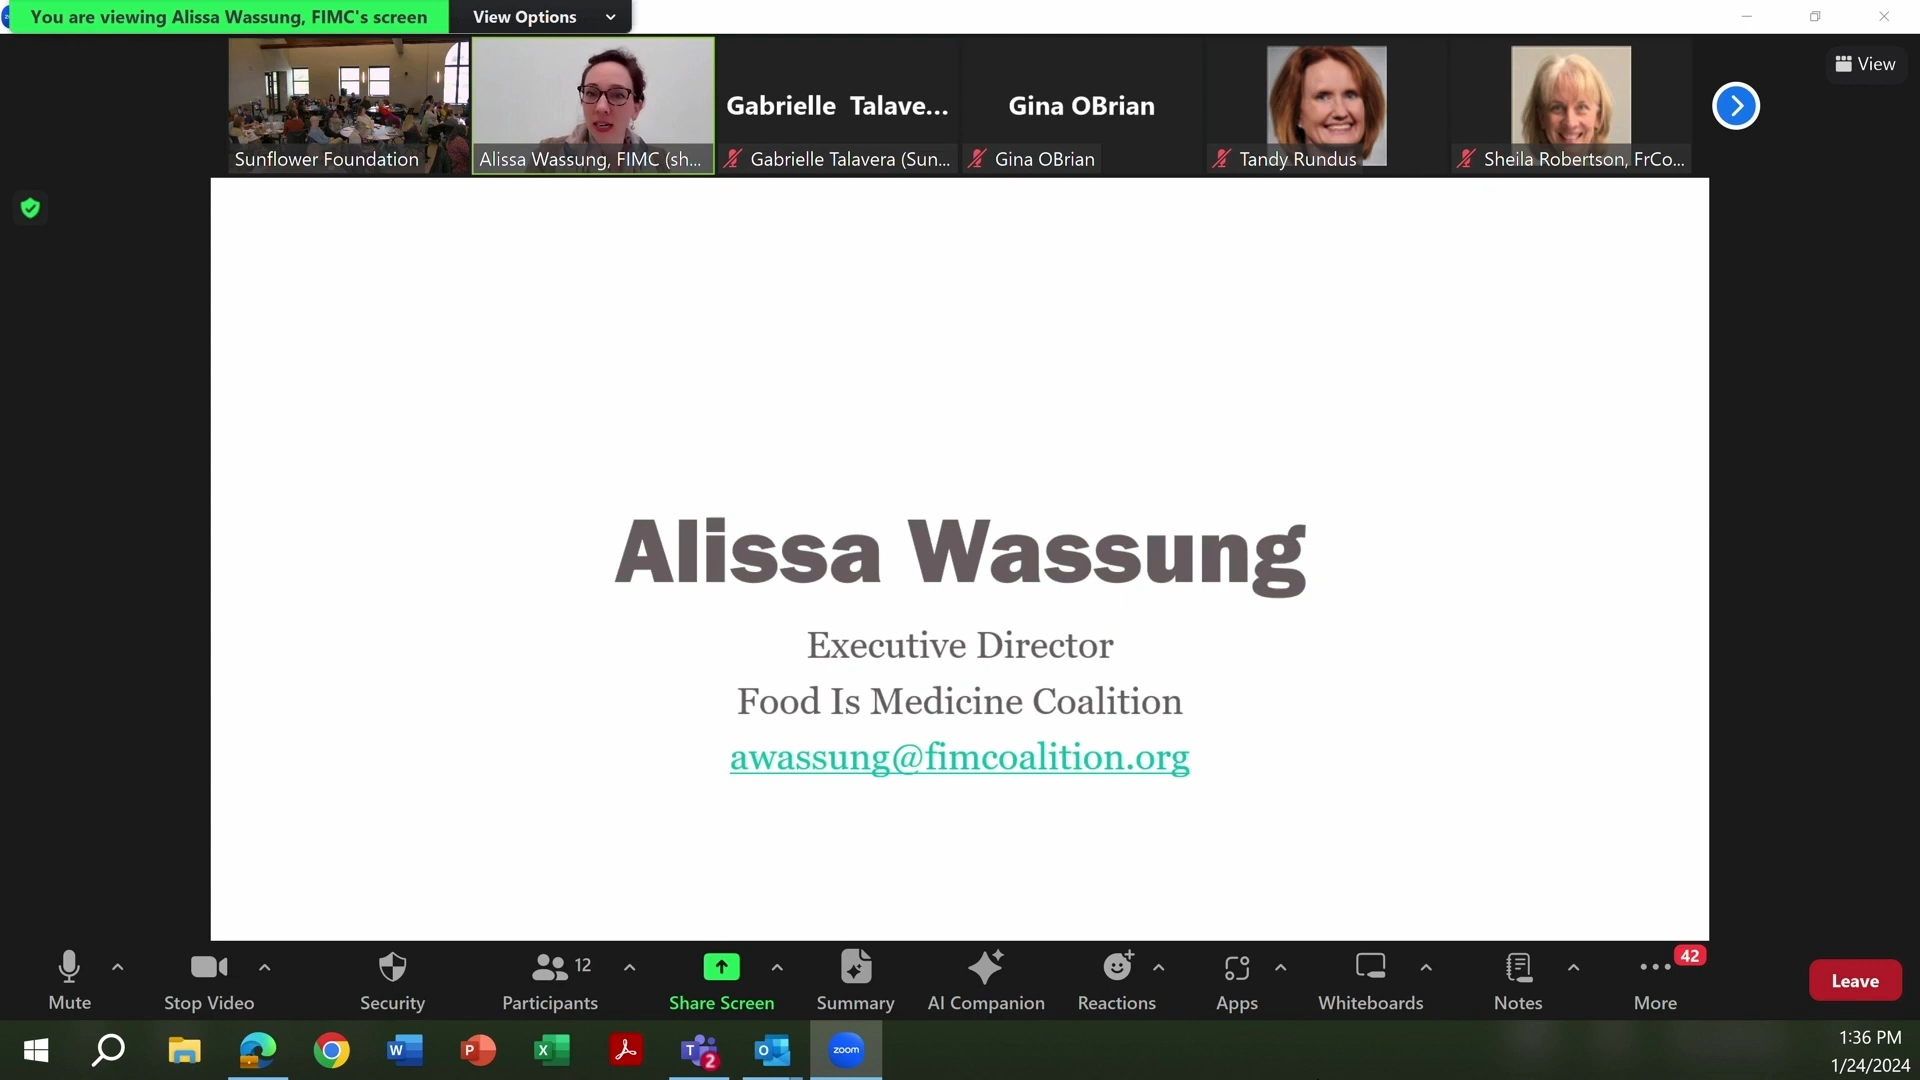 You are viewing Alissa Wassung, FIMC's screen
View Options
View
Gabrielle Talave...
Gina OBrian
Sunflower Foundation
Alissa Wassung, FIMC (sh...
Gabrielle Talavera (Sun...
Gina OBrian
Tandy Rundus
Sheila Robertson, FrCo...
Alissa Wassung
Executive Director
Food Is Medicine Coalition
awassung@fimcoalition.org
12
42
Mute
Stop Video
Security
Participants
Share Screen
Summary
AI Companion
Reactions
Apps
Whiteboards
Notes
More
Leave
W
P
X
T
2
O
zoom
1:36 PM
1/24/2024